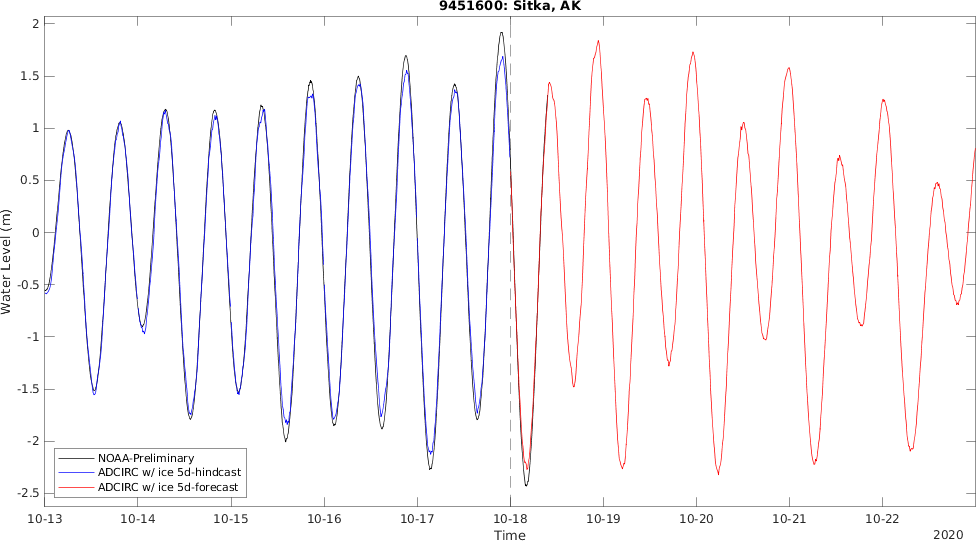 9451600: Sitka, AK
2
1.5
1
0.5
0
-0.5
-1
-1.5
-2
-2.5
Water Level (m)
NOAA-Preliminary
ADCIRC w/ ice 5d-hindcast
ADCIRC w/ ice 5d-forecast
10-13 10-14 10-15 10-16 10-17 10-18 10-19 10-20 10-21 10-22
Time
2020